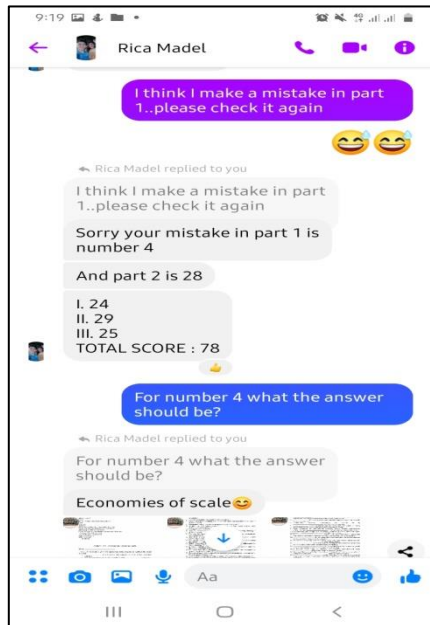 9:19
4G
Rica Madel
I think I make a mistake in part
1..please check it again
Rica Madel replied to you
I think I make a mistake in part
1..please check it again
Sorry your mistake in part 1 is
number 4
And part 2 is 28
I. 24
II. 29
III. 25
TOTAL SCORE : 78
For number 4 what the answer
should be?
Rica Madel replied to you
For number 4 what the answer
should be?
Economies of scale
Aa